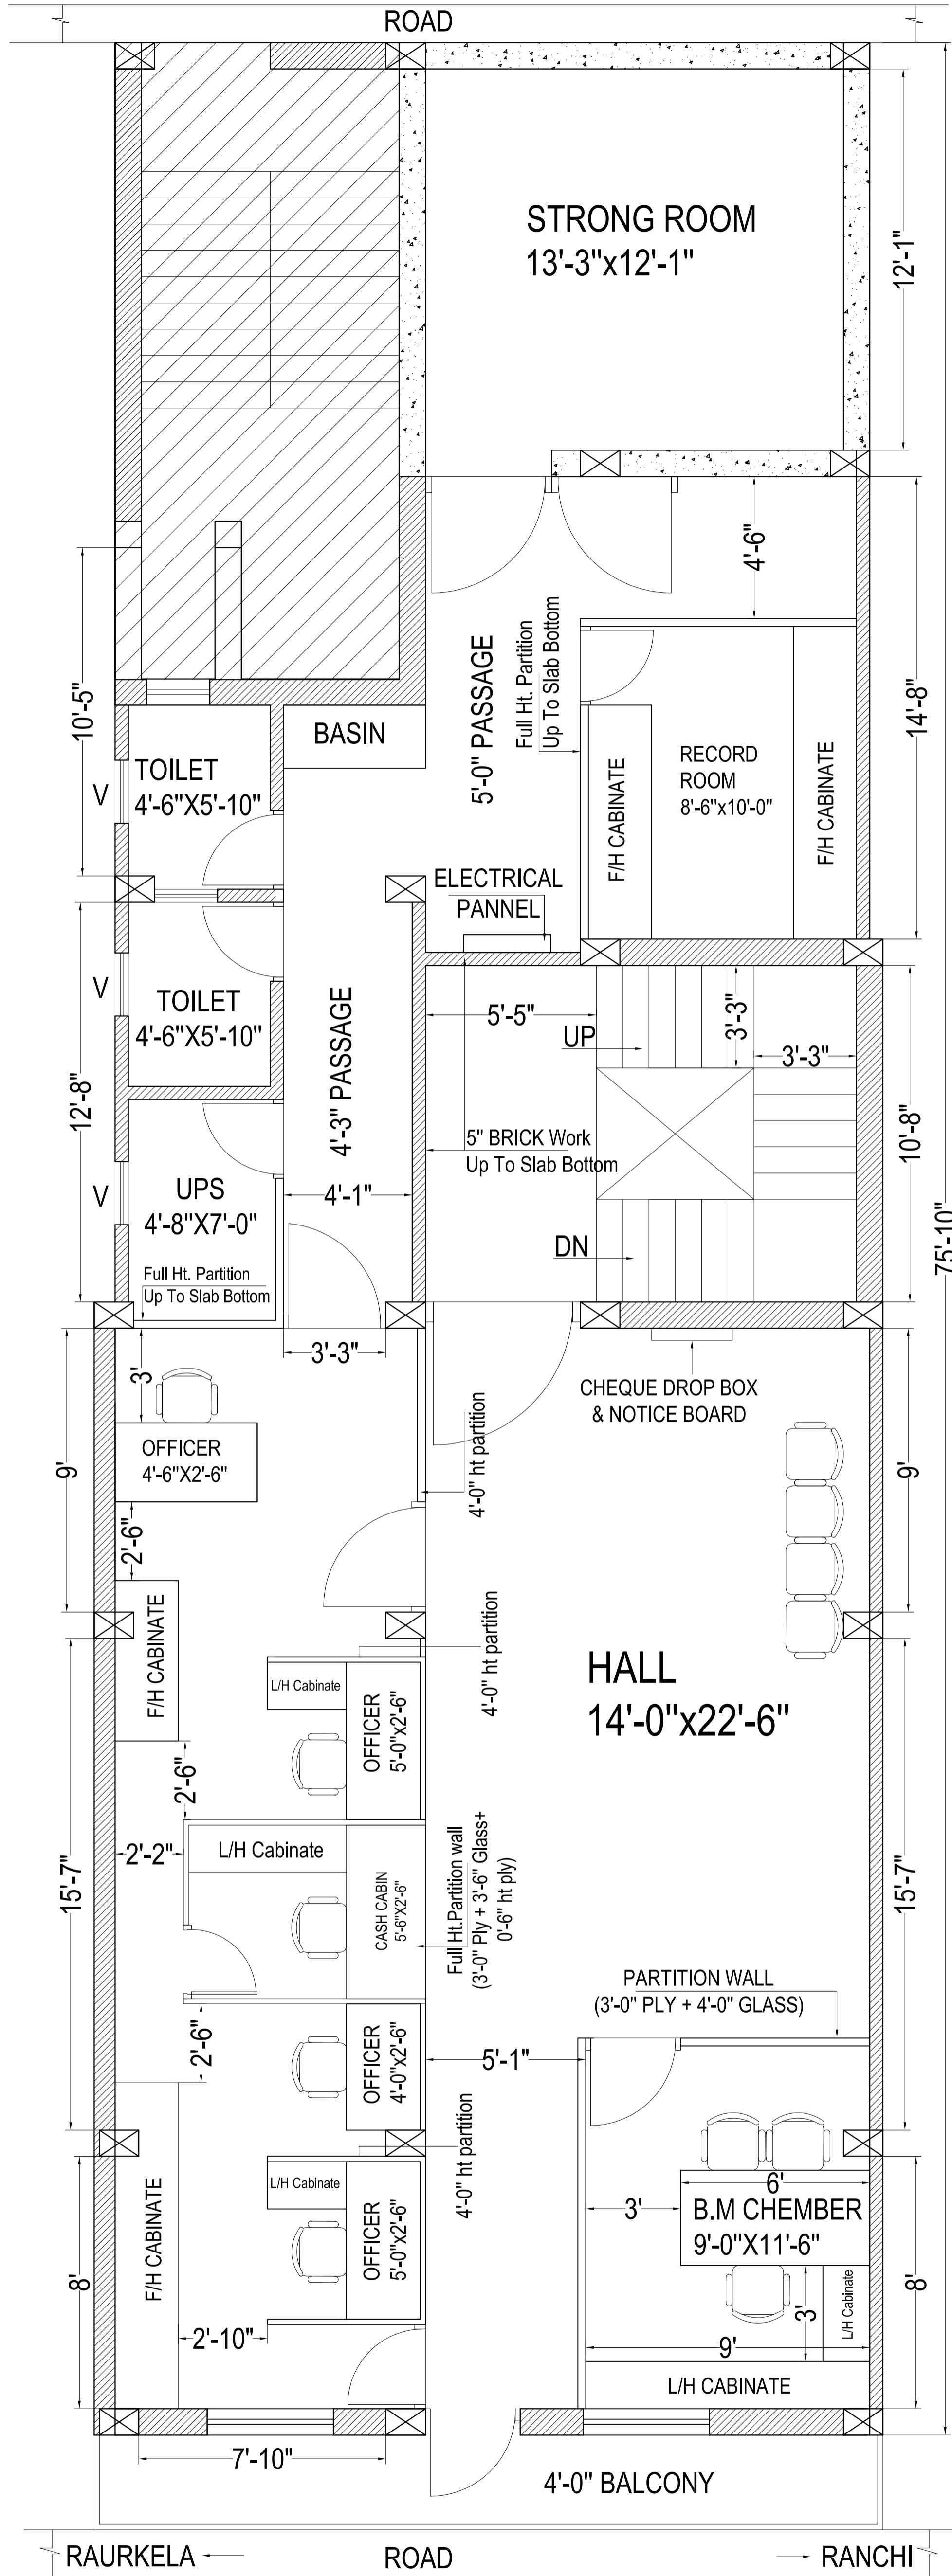 ROAD
STRONG ROOM
13'-3"x12'-1"
12'-1"
4'-6"
5'-0" PASSAGE
Full Ht. Partition
Up To Slab Bottom
14'-8"
10'-5"
BASIN
TOILET
4'-6"X5'-10"
V
RECORD
ROOM
8'-6"x10'-0"
F/H CABINATE
F/H CABINATE
ELECTRICAL
PANNEL
TOILET
4'-6"X5'-10"
V
4'-3" PASSAGE
5'-5"
UP
3'-3"
3'-3"
12'-8"
5" BRICK Work
Up To Slab Bottom
10'-8"
75'-10"
UPS
4'-8"X7'-0"
V
4'-1"
DN
Full Ht. Partition
Up To Slab Bottom
3'-3"
3'
CHEQUE DROP BOX
& NOTICE BOARD
OFFICER
4'-6"X2'-6"
4'-0" ht partition
9'
9'
2'-6"
F/H CABINATE
4'-0" ht partition
L/H Cabinate
OFFICER
5'-0"x2'-6"
HALL
14'-0"x22'-6"
2'-6"
2'-2"
L/H Cabinate
CASH CABIN
5'-6"X2'-6"
Full Ht.Partition wall
(3'-0" Ply + 3'-6" Glass+
0'-6" ht ply)
15'-7"
15'-7"
PARTITION WALL
(3'-0" PLY + 4'-0" GLASS)
2'-6"
OFFICER
4'-0"x2'-6"
5'-1"
4'-0" ht partition
F/H CABINATE
L/H Cabinate
OFFICER
5'-0"x2'-6"
6'
3'
B.M CHEMBER
9'-0"X11'-6"
8'
8'
3'
L/H Cabinate
2'-10"
9'
L/H CABINATE
7'-10"
4'-0" BALCONY
RAURKELA
ROAD
RANCHI